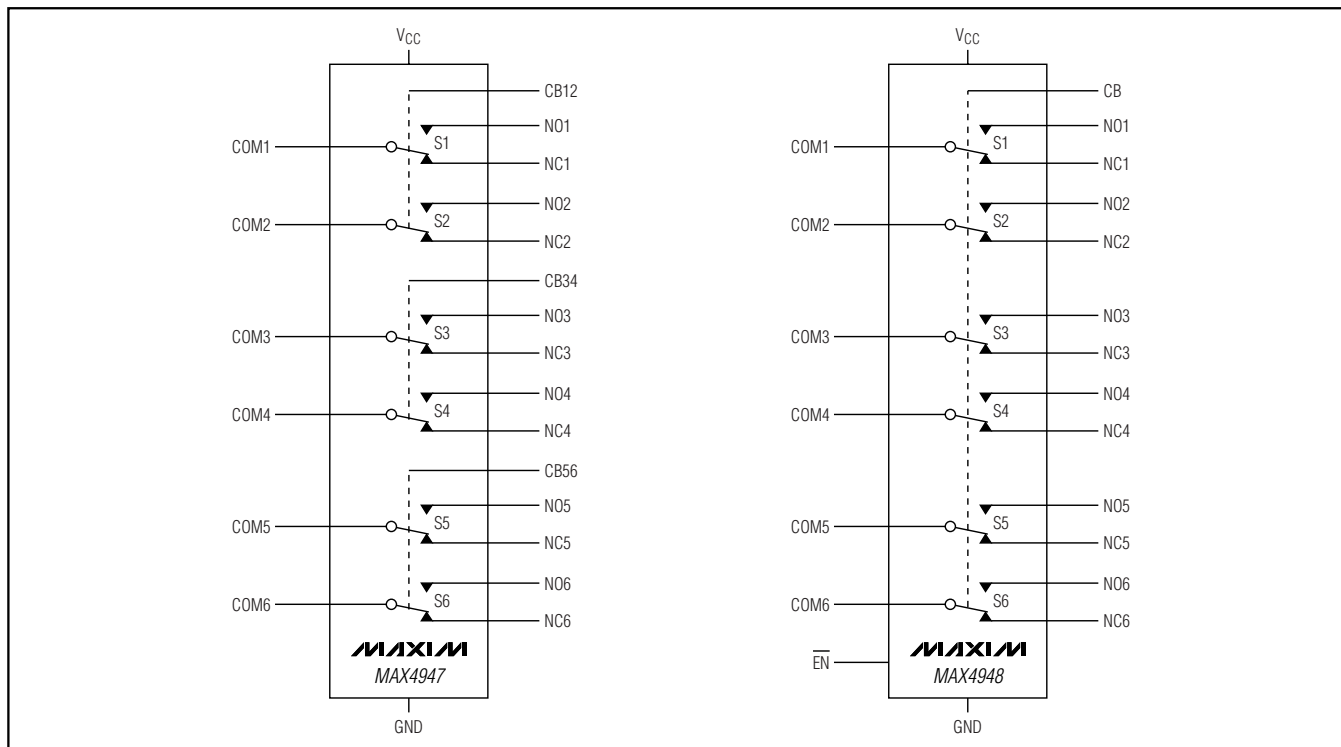 VCC
CB12
NO1
COM1
S1
NC1
NO2
COM2
S2
NC2
CB34
NO3
COM3
S3
NC3
NO4
COM4
S4
NC4
CB56
NO5
COM5
S5
NC5
NO6
COM6
S6
NC6
MAXIM
MAX4947
GND
VCC
CB
NO1
COM1
S1
NC1
NO2
COM2
S2
NC2
NO3
COM3
S3
NC3
NO4
COM4
S4
NC4
NO5
COM5
S5
NC5
NO6
COM6
S6
NC6
MAXIM
E̅N̅
MAX4948
GND